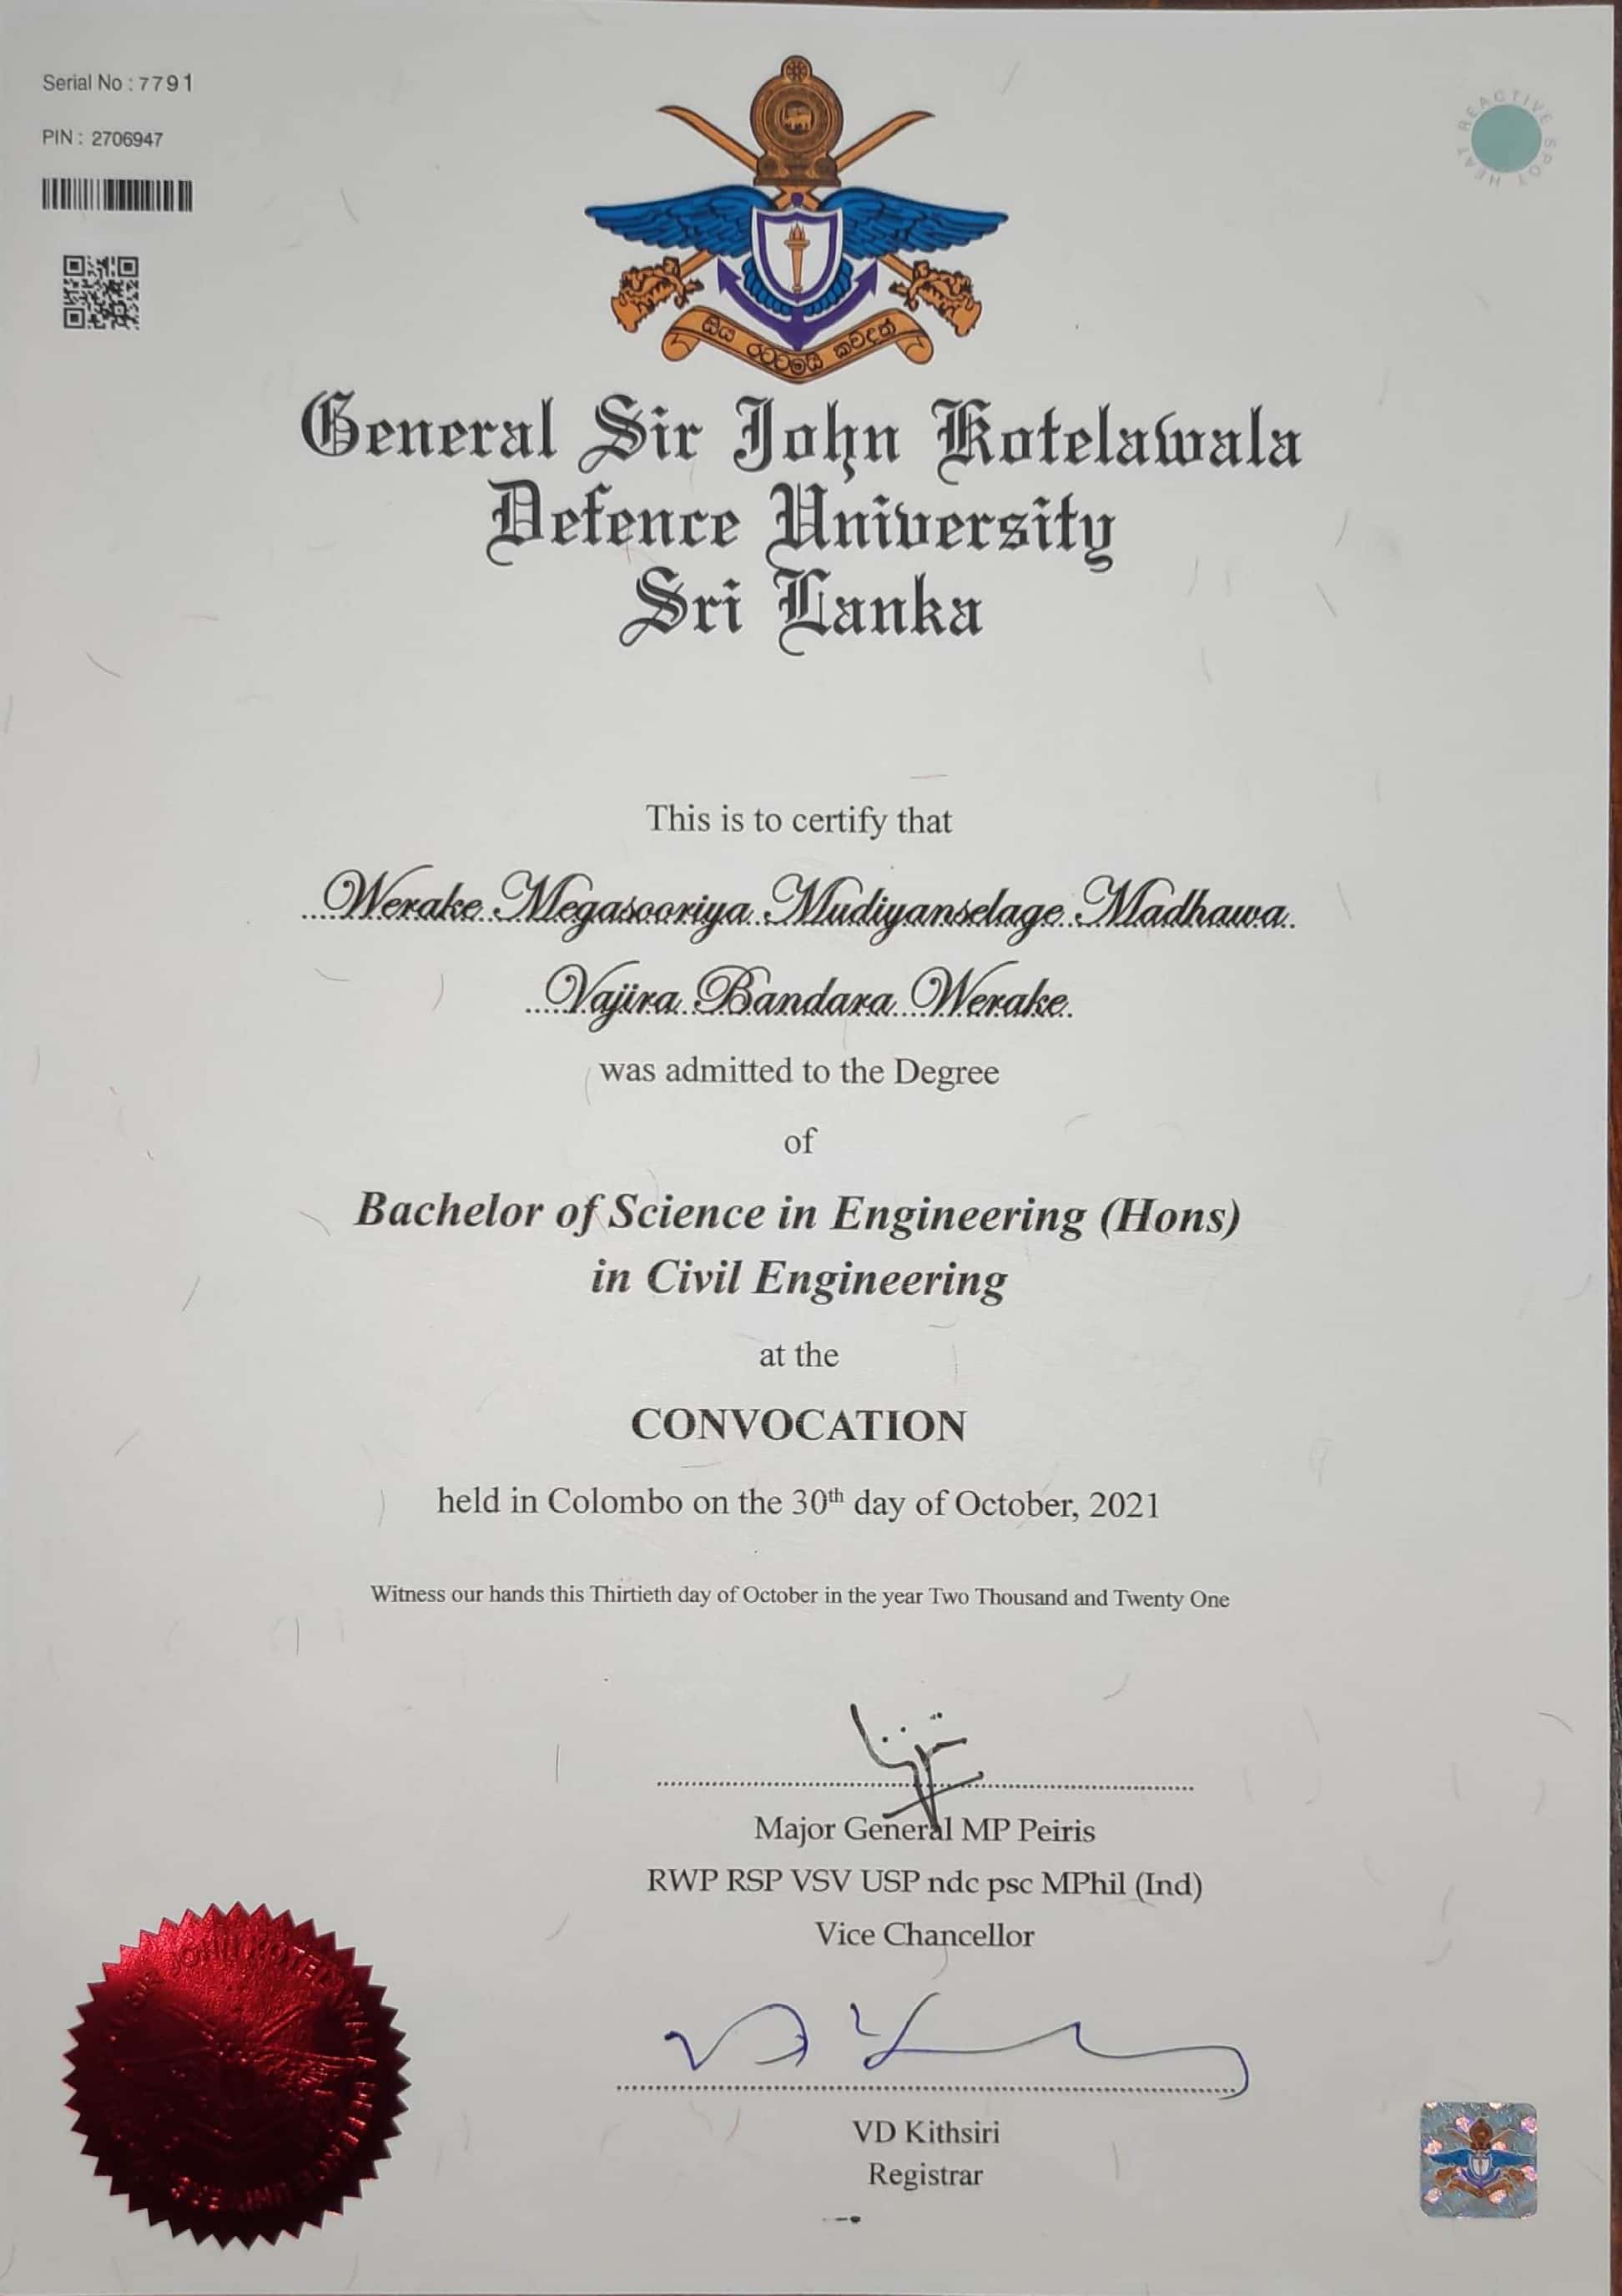 Serial No : 7791
PIN : 2706947
HEAT REACTIVE SPOT
General Sir John Kotelawala
Defence University
Sri Lanka
This is to certify that
Werake Megasooriya Mudiyanselage Madhawa
Vajira Bandara Werake
was admitted to the Degree
of
Bachelor of Science in Engineering (Hons)
in Civil Engineering
at the
CONVOCATION
held in Colombo on the 30th day of October, 2021
Witness our hands this Thirtieth day of October in the year Two Thousand and Twenty One
Major General MP Peiris
RWP RSP VSV USP ndc psc MPhil (Ind)
Vice Chancellor
VD Kithsiri
Registrar